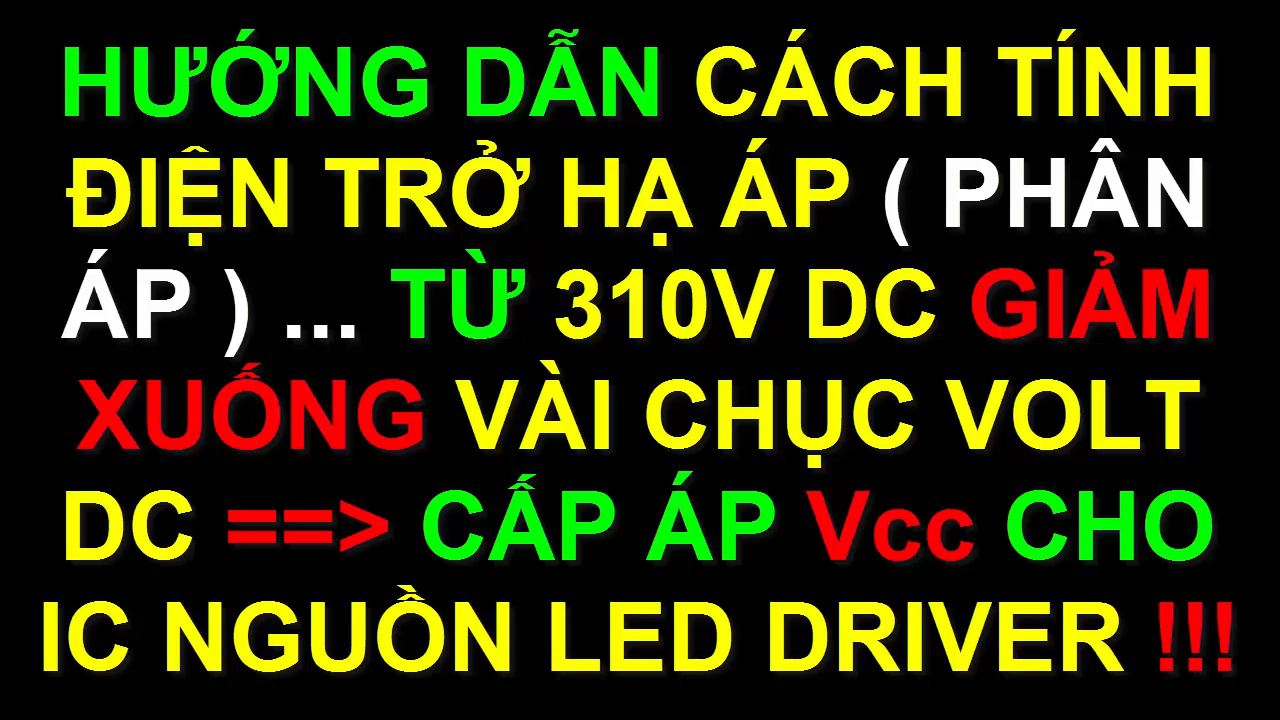 HƯỚNG DẪN CÁCH TÍNH
ĐIỆN TRỞ HẠ ÁP ( PHÂN
ÁP ) ... TỪ 310V DC GIẢM
XUỐNG VÀI CHỤC VOLT
DC ==> CẤP ÁP Vcc CHO
IC NGUỒN LED DRIVER !!!